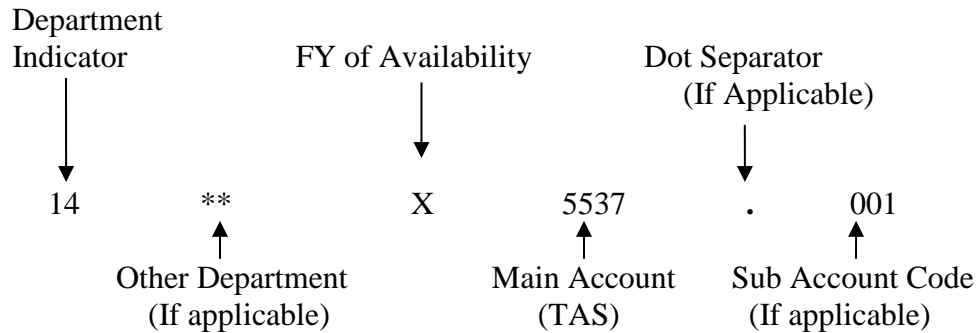 Department
Indicator FY of Availability Dot Separator
(If Applicable)
14 ** X 5537 . 001
Other Department Main Account Sub Account Code
(If applicable) (TAS) (If applicable)